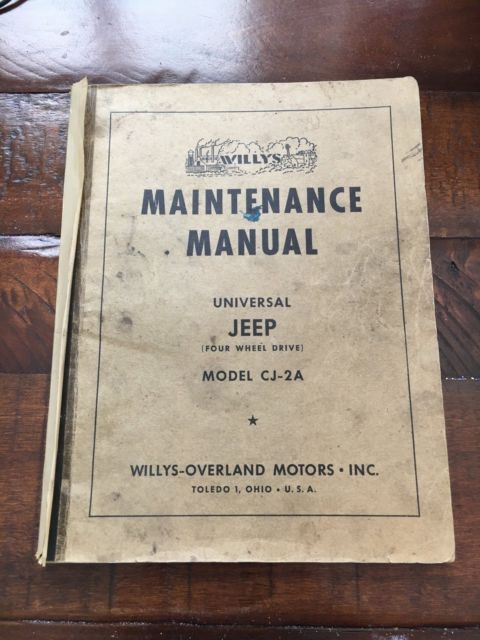 WILLYS
MAINTENANCE
MANUAL
UNIVERSAL
JEEP
(FOUR WHEEL DRIVE)
MODEL CJ-2A
WILLYS-OVERLAND MOTORS • INC.
TOLEDO 1, OHIO • U. S. A.